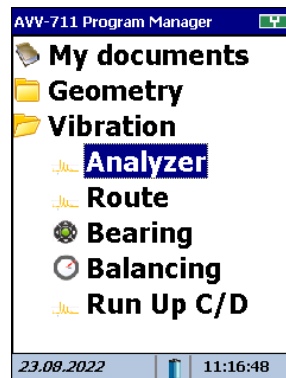 AVV-711 Program Manager
My documents
Geometry
Vibration
Analyzer
Route
Bearing
Balancing
Run Up C/D
23.08.2022 11:16:48